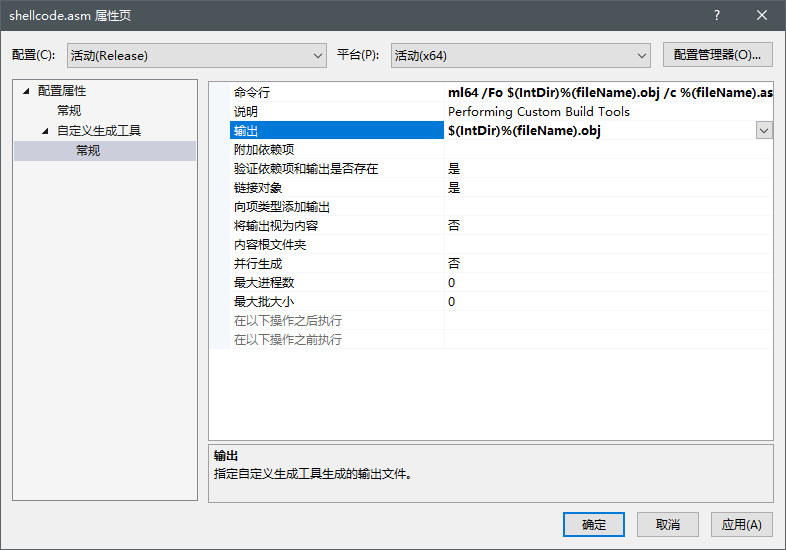 shellcode.asm 属性页
配置(C): 活动(Release) 平台(P): 活动(x64) 配置管理器(O)...
配置属性
常规
自定义生成工具
常规
命令行 ml64 /Fo $(IntDir)%(fileName).obj /c %(fileName).as
说明 Performing Custom Build Tools
输出 $(IntDir)%(fileName).obj
附加依赖项
验证依赖项和输出是否存在 是
链接对象 是
向项类型添加输出
将输出视为内容 否
内容根文件夹
并行生成 否
最大进程数 0
最大批大小 0
在以下操作之后执行
在以下操作之前执行
输出
指定自定义生成工具生成的输出文件。
确定 取消 应用(A)